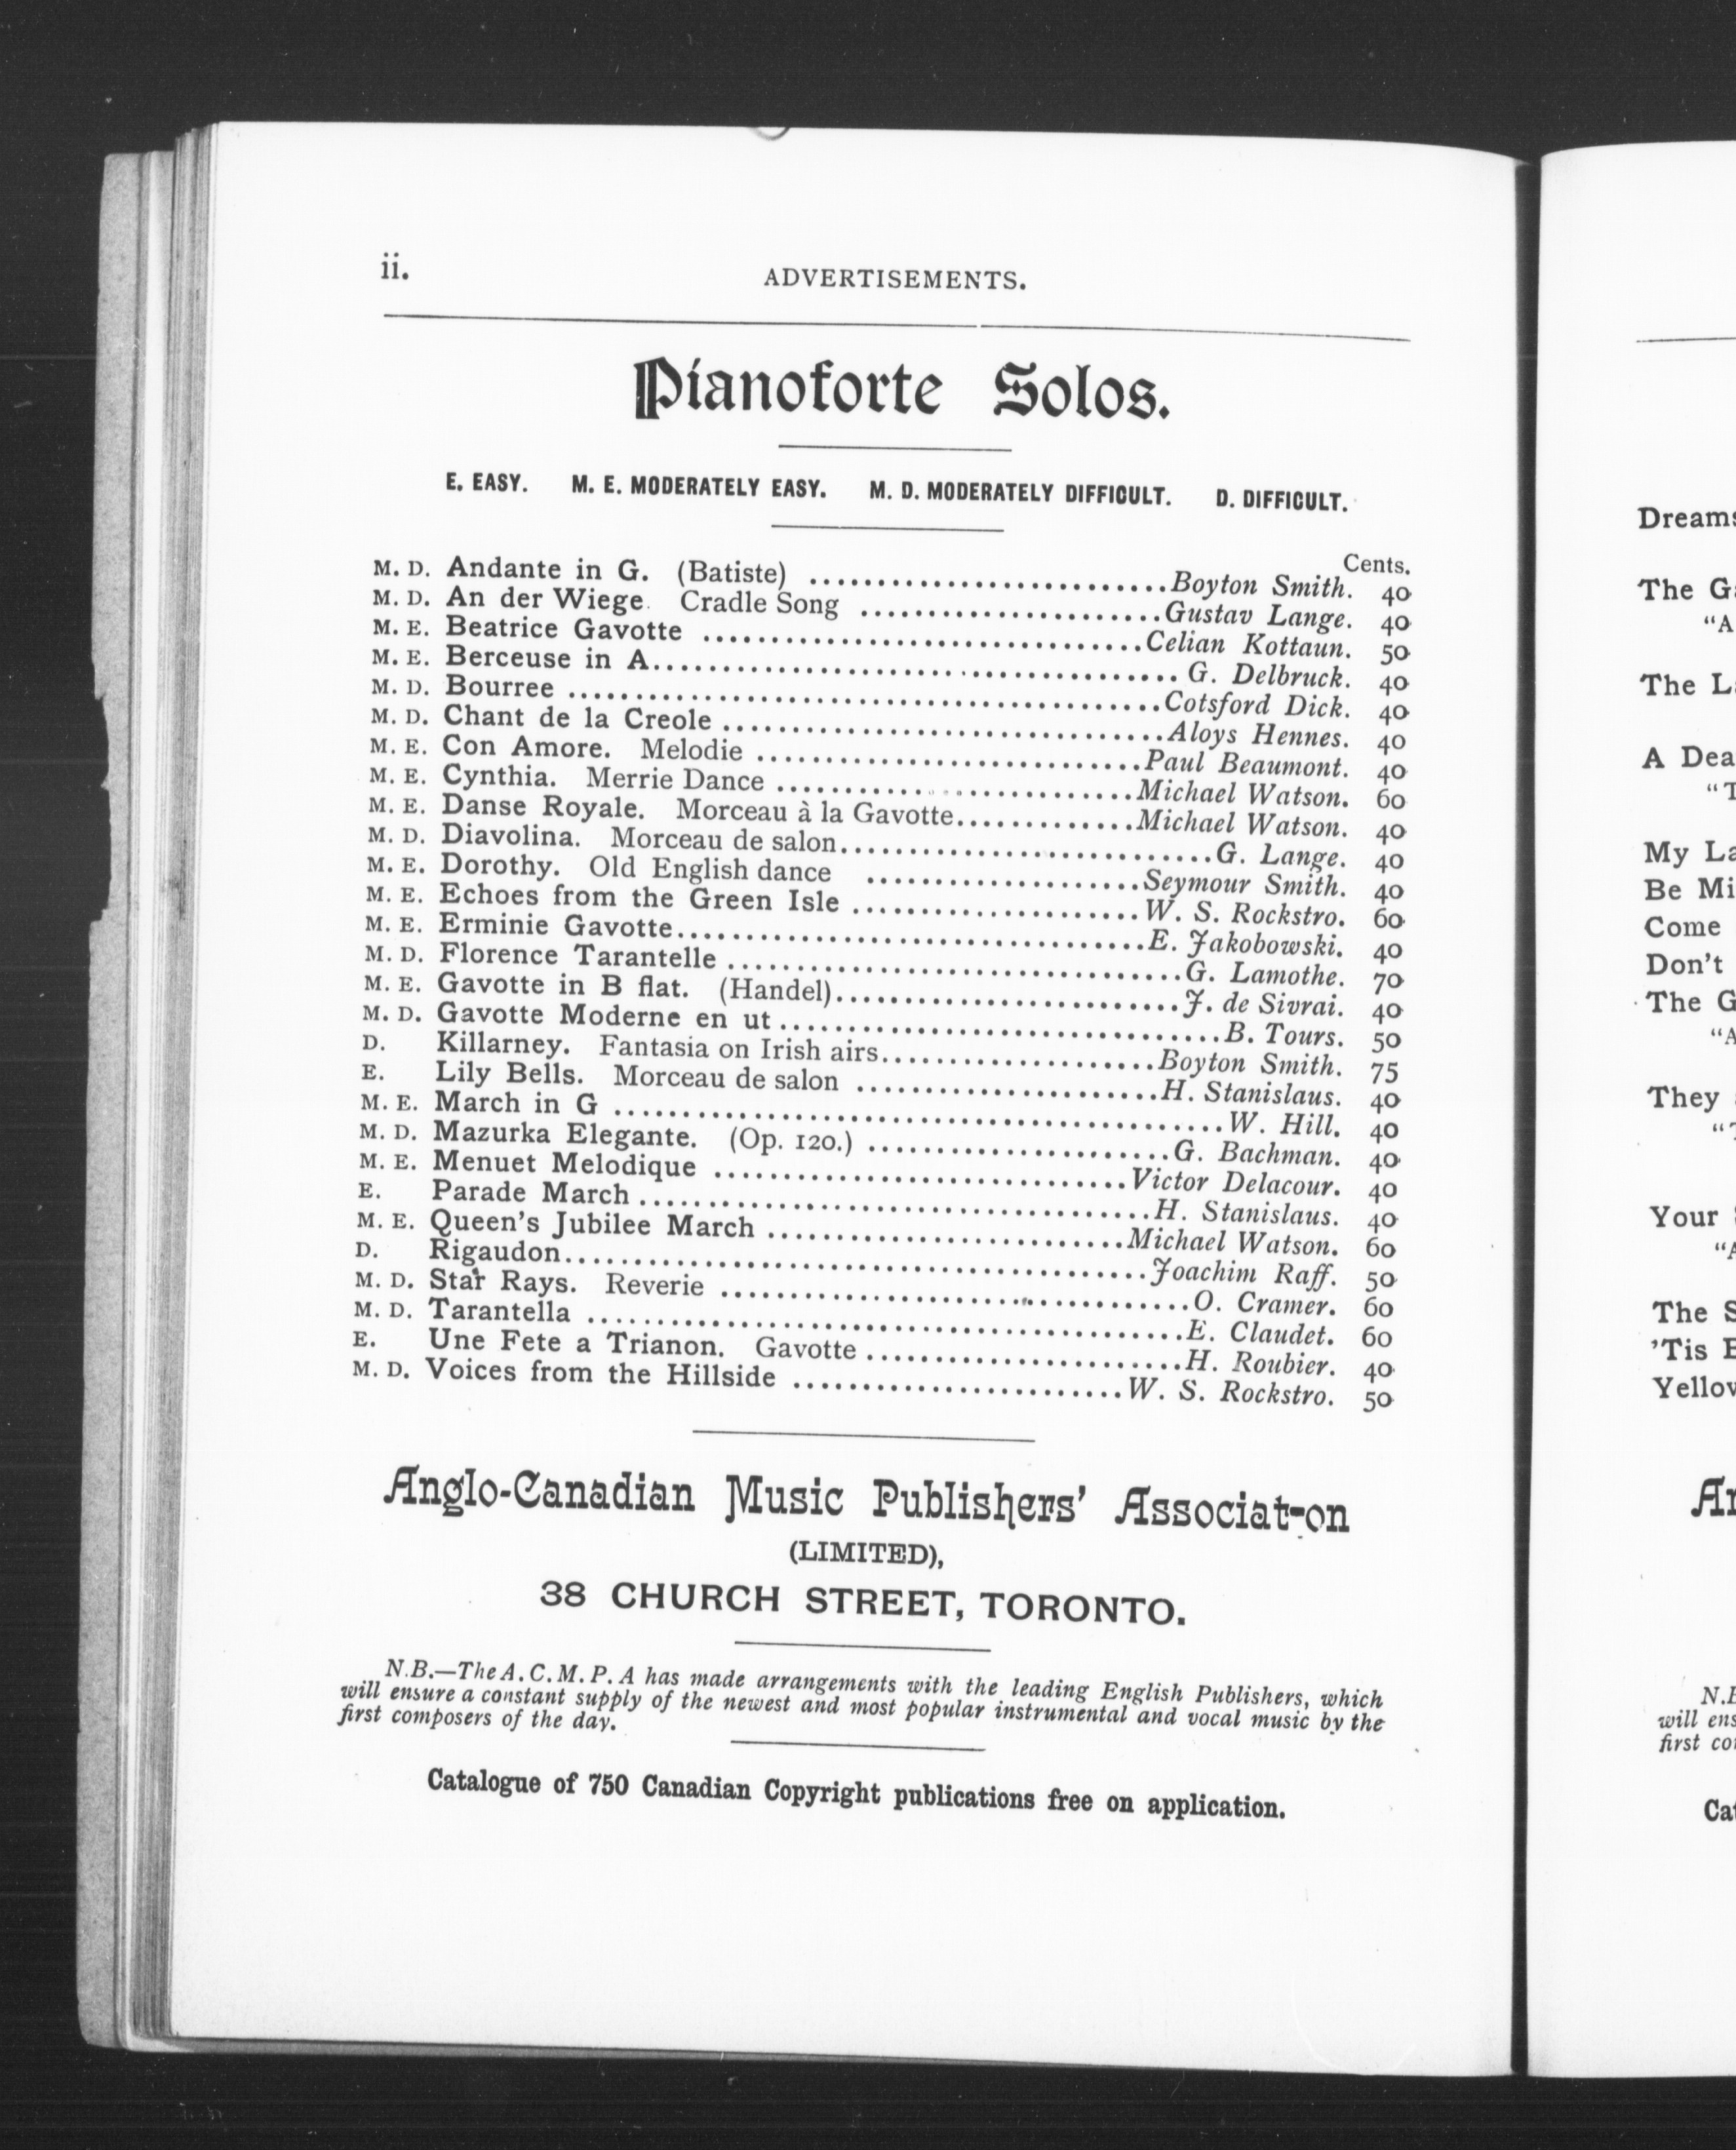 ii.
ADVERTISEMENTS.
Pianoforte Solos.
E. EASY. M. E. MODERATELY EASY. M. D. MODERATELY DIFFICULT. D. DIFFICULT.
Cents.
M. D. Andante in G. (Batiste) ..........................Boyton Smith. 40
M. D. An der Wiege. Cradle Song ......................Gustav Lange. 40
M. E. Beatrice Gavotte ................................Celian Kottaun. 50
M. E. Berceuse in A....................................... G. Delbruck. 40
M. D. Bourree ...........................................Cotsford Dick. 40
M. D. Chant de la Creole ................................Aloys Hennes. 40
M. E. Con Amore. Melodie ............................Paul Beaumont. 40
M. E. Cynthia. Merrie Dance ..........................Michael Watson. 60
M. E. Danse Royale. Morceau à la Gavotte.............Michael Watson. 40
M. D. Diavolina. Morceau de salon...........................G. Lange. 40
M. E. Dorothy. Old English dance ....................Seymour Smith. 40
M. E. Echoes from the Green Isle .....................W. S. Rockstro. 60
M. E. Erminie Gavotte..................................E. Jakobowski. 40
M. D. Florence Tarantelle .................................G. Lamothe. 70
M. E. Gavotte in B flat. (Handel).........................J. de Sivrai. 40
M. D. Gavotte Moderne en ut ................................B. Tours. 50
D. Killarney. Fantasia on Irish airs....................Boyton Smith. 75
E. Lily Bells. Morceau de salon ......................H. Stanislaus. 40
M. E. March in G ............................................W. Hill. 40
M. D. Mazurka Elegante. (Op. 120.) ......................G. Bachman. 40
M. E. Menuet Melodique ..............................Victor Delacour. 40
E. Parade March .....................................H. Stanislaus. 40
M. E. Queen's Jubilee March ..........................Michael Watson. 60
D. Rigaudon..........................................Joachim Raff. 50
M. D. Star Rays. Reverie ..................................O. Cramer. 60
M. D. Tarantella ...........................................E. Claudet. 60
E. Une Fete a Trianon. Gavotte .......................H. Roubier. 40
M. D. Voices from the Hillside ........................W. S. Rockstro. 50
Anglo-Canadian Music Publishers' Associat-on
(LIMITED),
38 CHURCH STREET, TORONTO.
N.B.—The A. C. M. P. A has made arrangements with the leading English Publishers, which
will ensure a constant supply of the newest and most popular instrumental and vocal music by the
first composers of the day.
Catalogue of 750 Canadian Copyright publications free on application.
The
"A
The
A
"T
My
Be
Come
Don't
The
"A
They
"T
Your
"A
The
'Tis
will
first